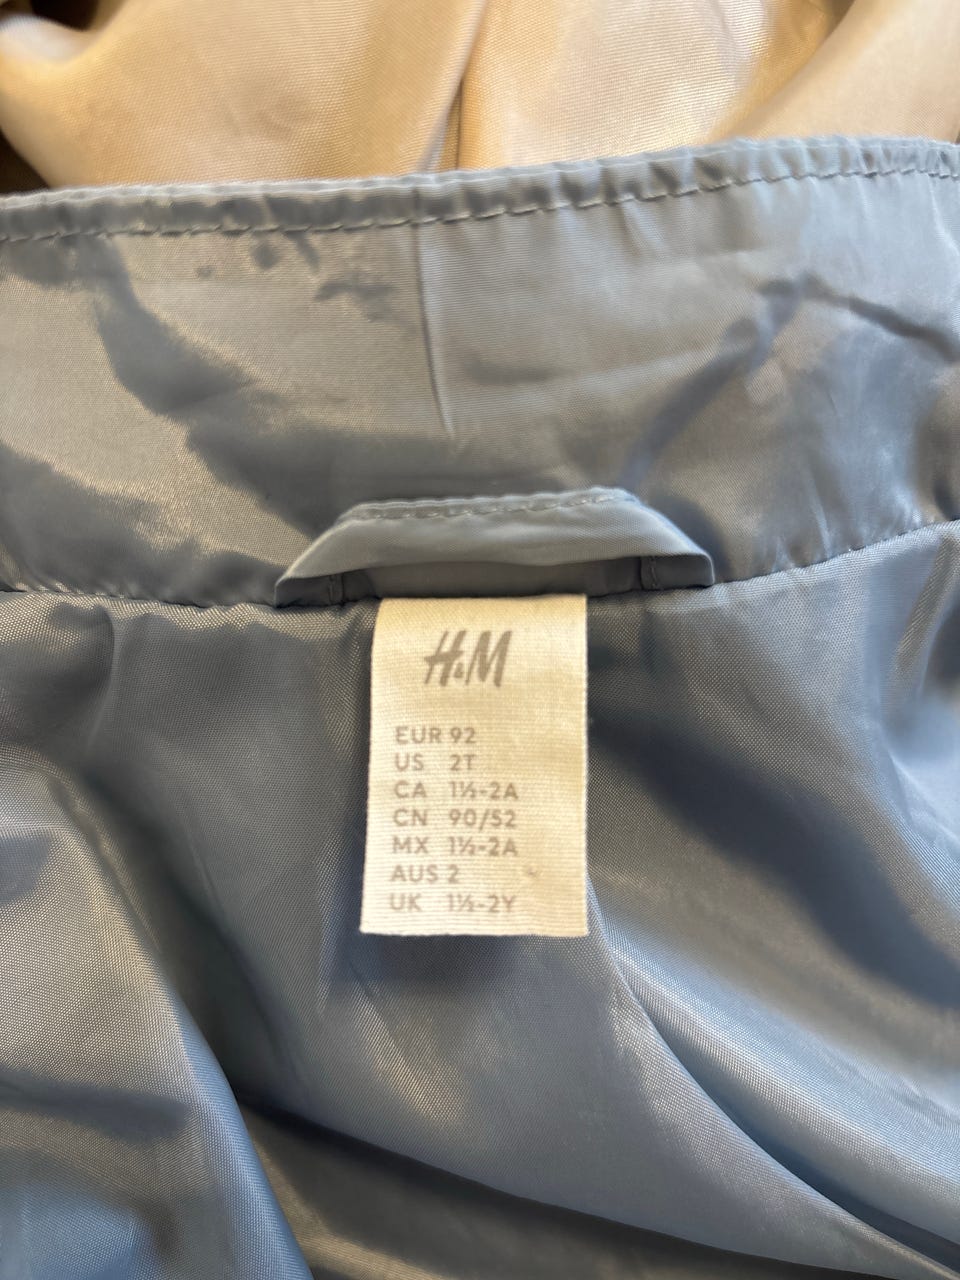 H&M
EUR 92
US 2T
CA 1½-2A
CN 90/52
MX 1½-2A
AUS 2
UK 1½-2Y